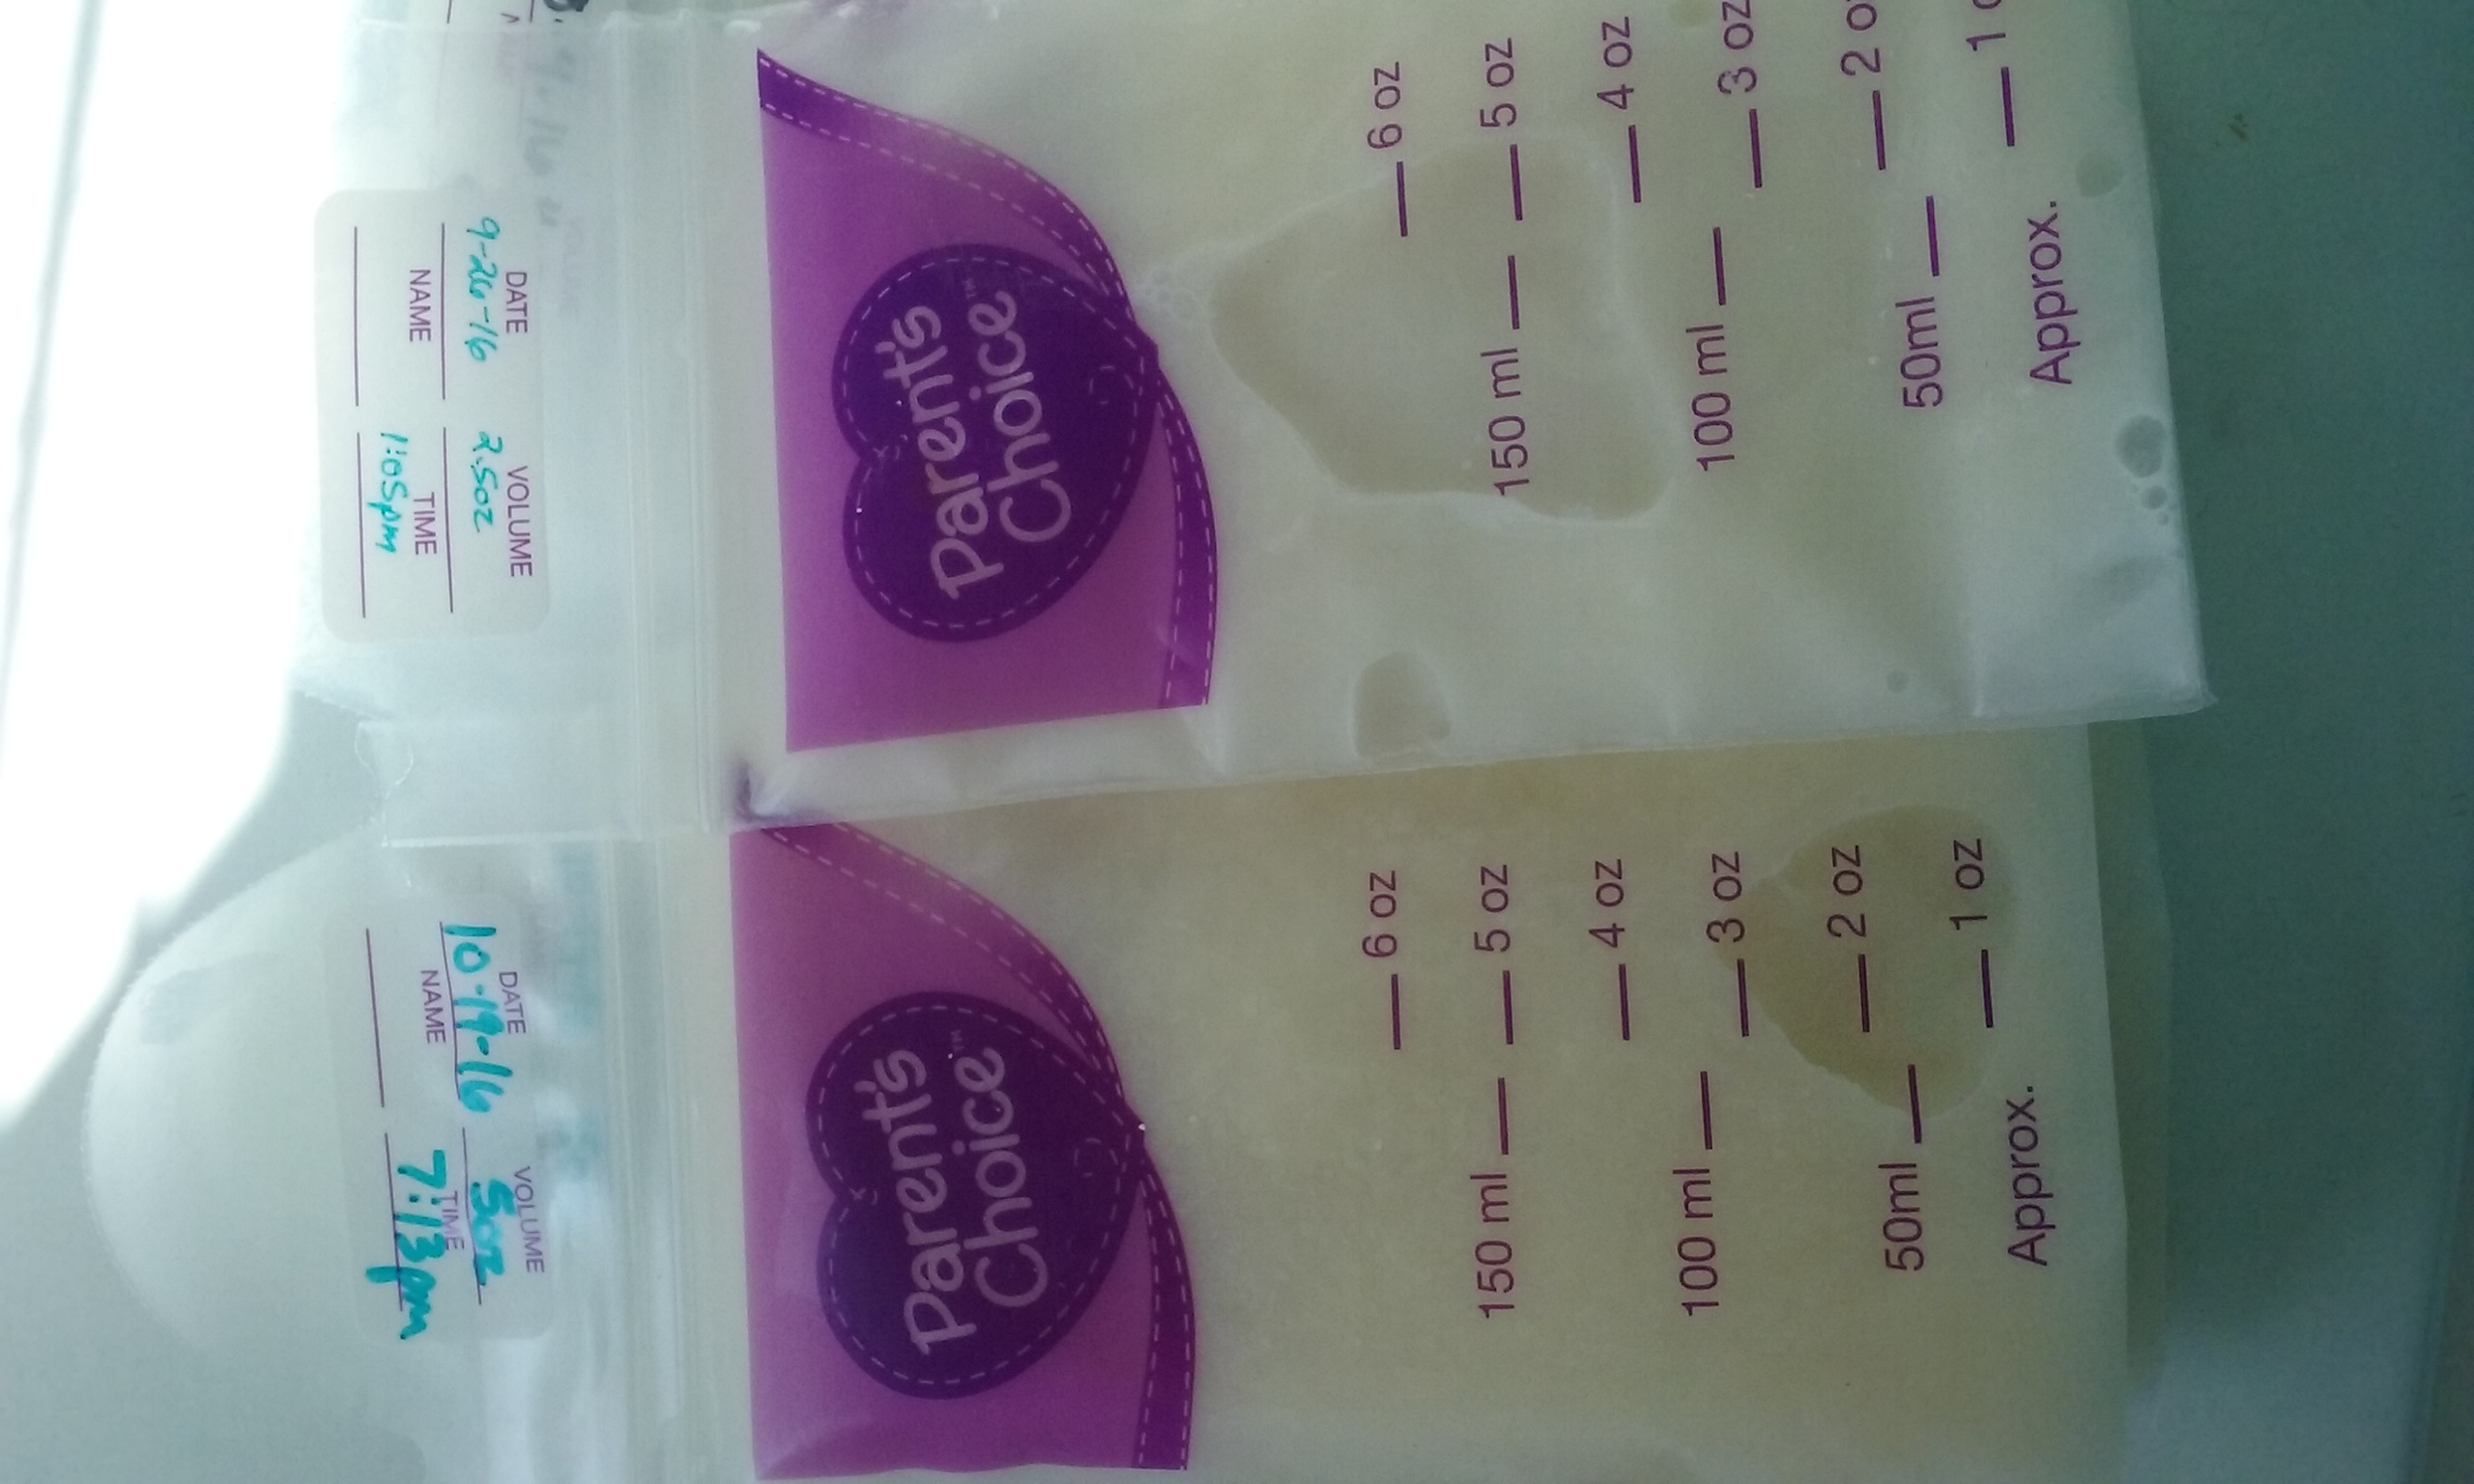 DATE
9-26-16
VOLUME
2.5oz
NAME
TIME
1:05pm
Parent's
Choice™
6 oz
150 ml
5 oz
4 oz
100 ml
3 oz
2 oz
50ml
1
Approx.
DATE
10-19-16
VOLUME
5oz
NAME
TIME
7:13pm
Parent's
Choice™
6 oz
150 ml
5 oz
4 oz
100 ml
3 oz
2 oz
50ml
1 oz
Approx.